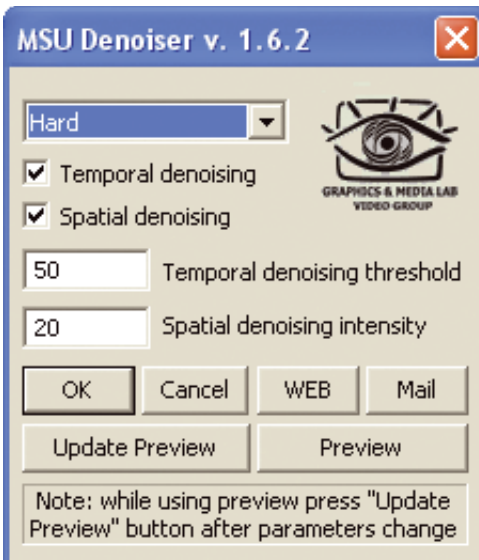 MSU Denoiser v. 1.6.2
Hard
GRAPHICS & MEDIA LAB
VIDEO GROUP
Temporal denoising
Spatial denoising
50 Temporal denoising threshold
20 Spatial denoising intensity
OK Cancel WEB Mail
Update Preview Preview
Note: while using preview press "Update
Preview" button after parameters change